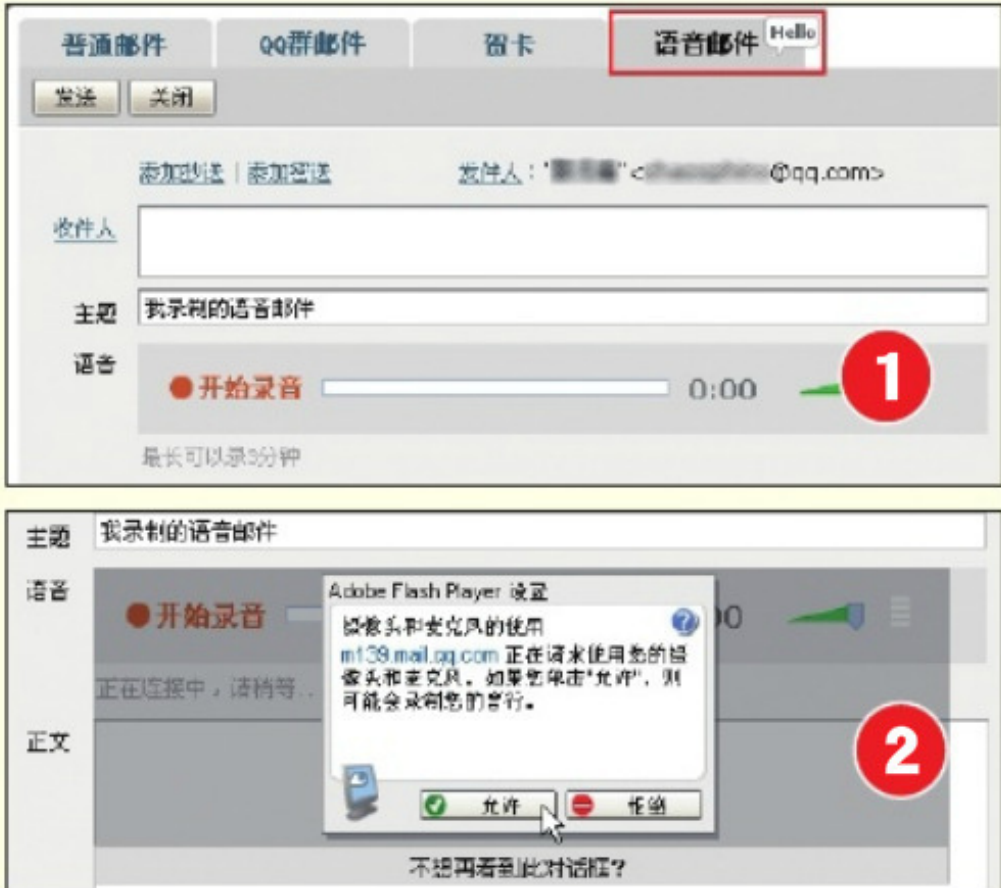 普通邮件 QQ群邮件 贺卡 语音邮件 Hello
发送 关闭
添加抄送 | 添加密送 发件人："<@qq.com>
收件人
主题 我录制的语音邮件
语音 开始录音 0:00 1
最长可以录3分钟
主题 我录制的语音邮件
语音 开始录音 00
正在连接中，请稍等..
正文
Adobe Flash Player 设置
摄像头和麦克风的使用
m139.mail.qq.com 正在请求使用您的摄
像头和麦克风。如果您单击"允许"，则
可能会录制您的言行。
2
允许 拒绝
不想再看到此对话框？